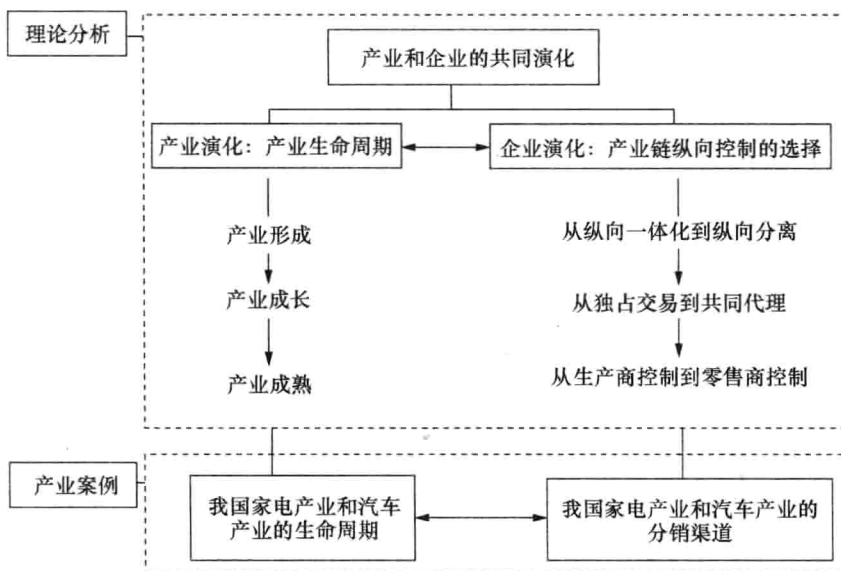 理论分析
产业和企业的共同演化
产业演化：产业生命周期
企业演化：产业链纵向控制的选择
产业形成
从纵向一体化到纵向分离
产业成长
从独占交易到共同代理
产业成熟
从生产商控制到零售商控制
产业案例
我国家电产业和汽车
产业的生命周期
我国家电产业和汽车产业的
分销渠道